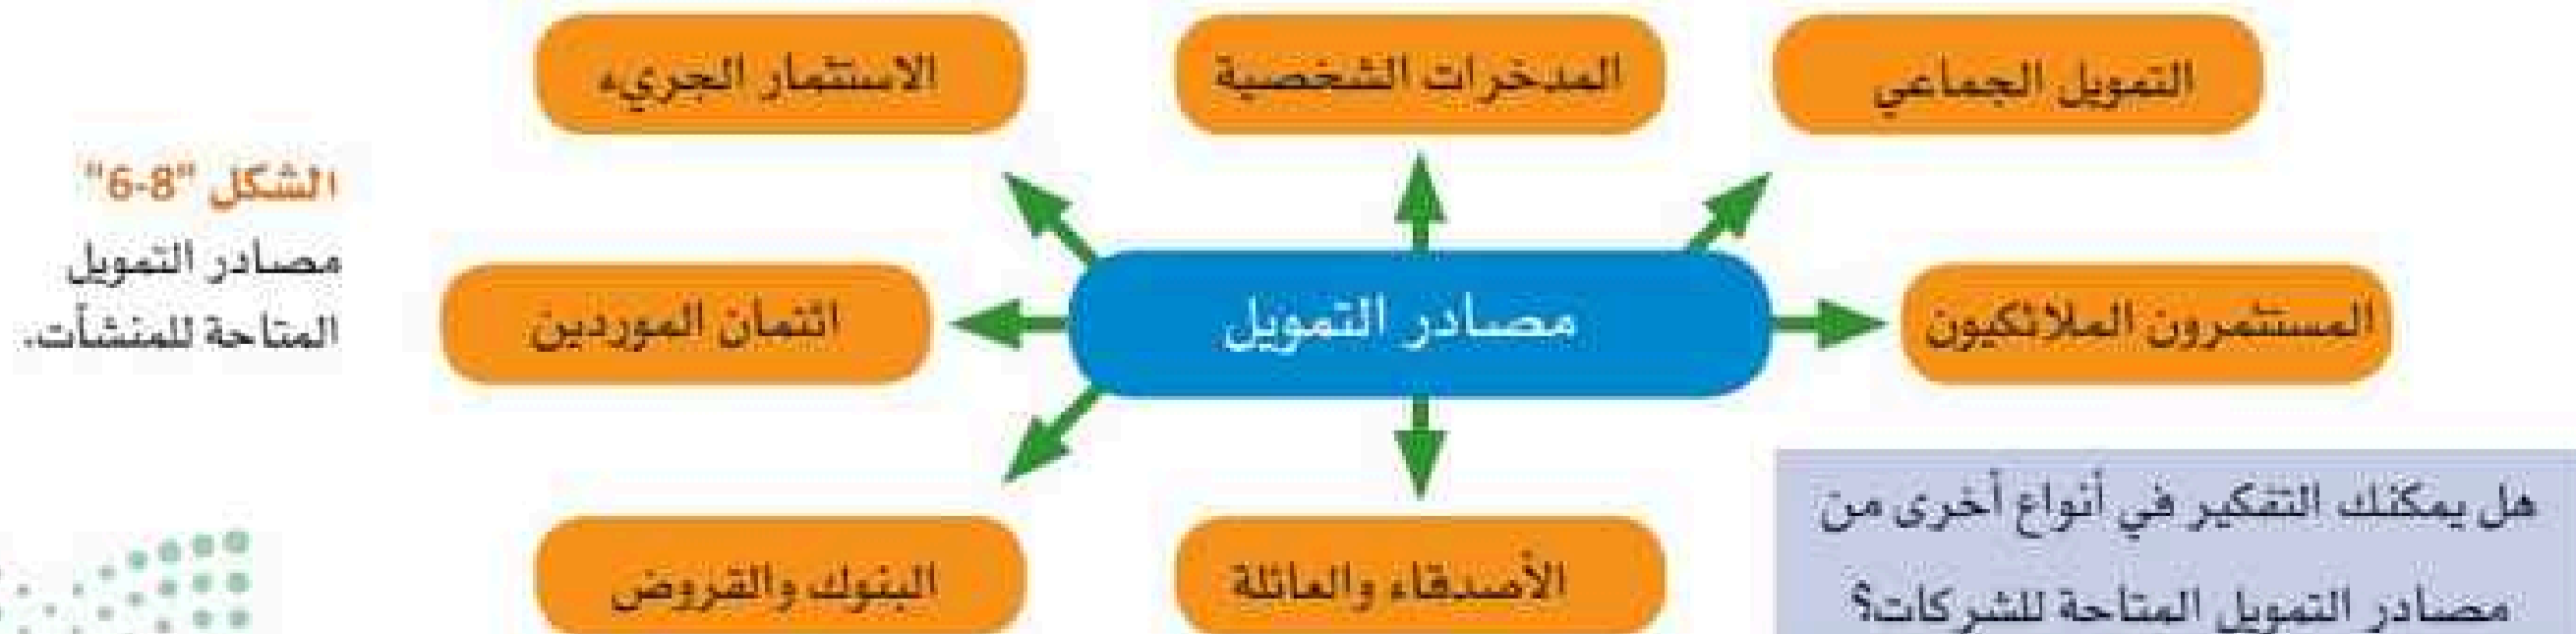 التمويل الجماعي
المدخرات الشخصية
الاستثمار الجريء
الشكل "8-6"
مصادر التمويل
المتاحة للمنشأت.
المستثمرون الملائكيون
مصادر التمويل
ائتمان الموردين
هل يمكنك التفكير في أنواع أخرى من
مصادر التمويل المتاحة للشركات؟
الأصدقاء والعائلة
البنوك والقروض